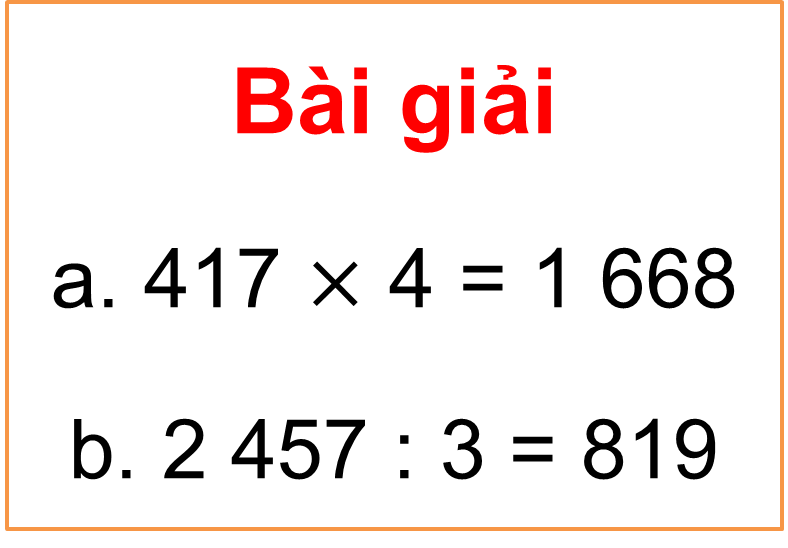 Bài giải
a. 417 × 4 = 1 668
b. 2 457 : 3 = 819